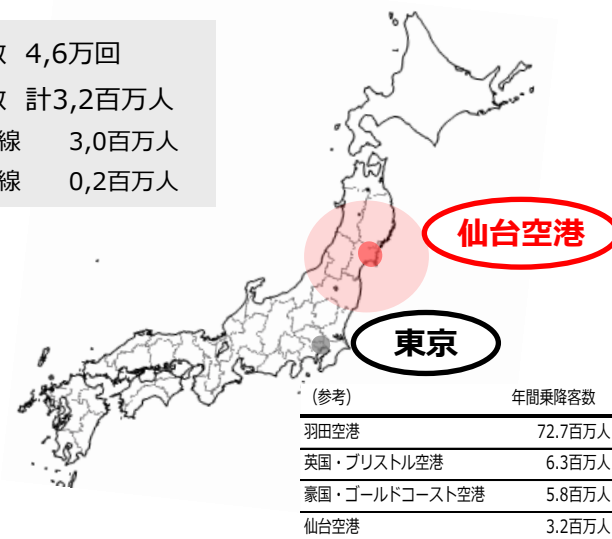 数 4,6万回
数 計3,2百万人
線 3,0百万人
線 0,2百万人
仙台空港
東京
(参考) 年間乗降客数
羽田空港 72.7百万人
英国・ブリストル空港 6.3百万人
豪国・ゴールドコースト空港 5.8百万人
仙台空港 3.2百万人